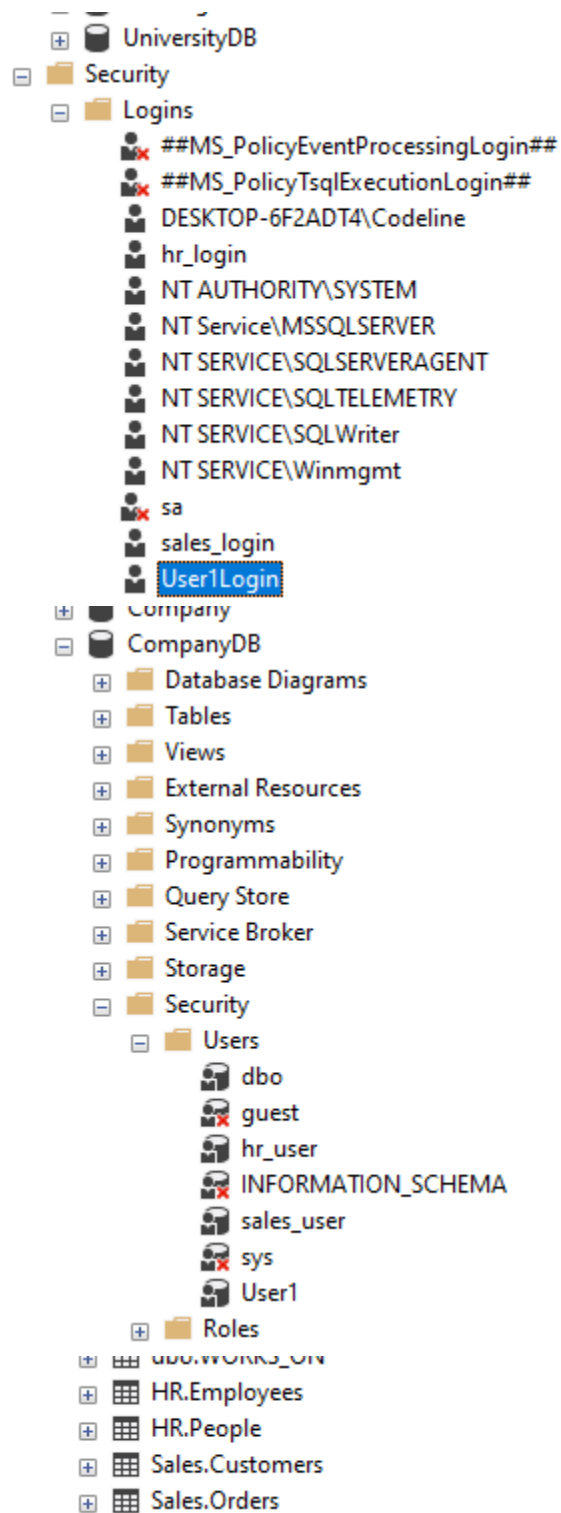 UniversityDB
Security
Logins
##MS_PolicyEventProcessingLogin##
##MS_PolicyTsqlExecutionLogin##
DESKTOP-6F2ADT4\Codeline
hr_login
NT AUTHORITY\SYSTEM
NT Service\MSSQLSERVER
NT SERVICE\SQLSERVERAGENT
NT SERVICE\SQLTELEMETRY
NT SERVICE\SQLWriter
NT SERVICE\Winmgmt
sa
sales_login
User1Login
Company
CompanyDB
Database Diagrams
Tables
Views
External Resources
Synonyms
Programmability
Query Store
Service Broker
Storage
Security
Users
dbo
guest
hr_user
INFORMATION_SCHEMA
sales_user
sys
User1
Roles
dbo.WORKS_ON
HR.Employees
HR.People
Sales.Customers
Sales.Orders